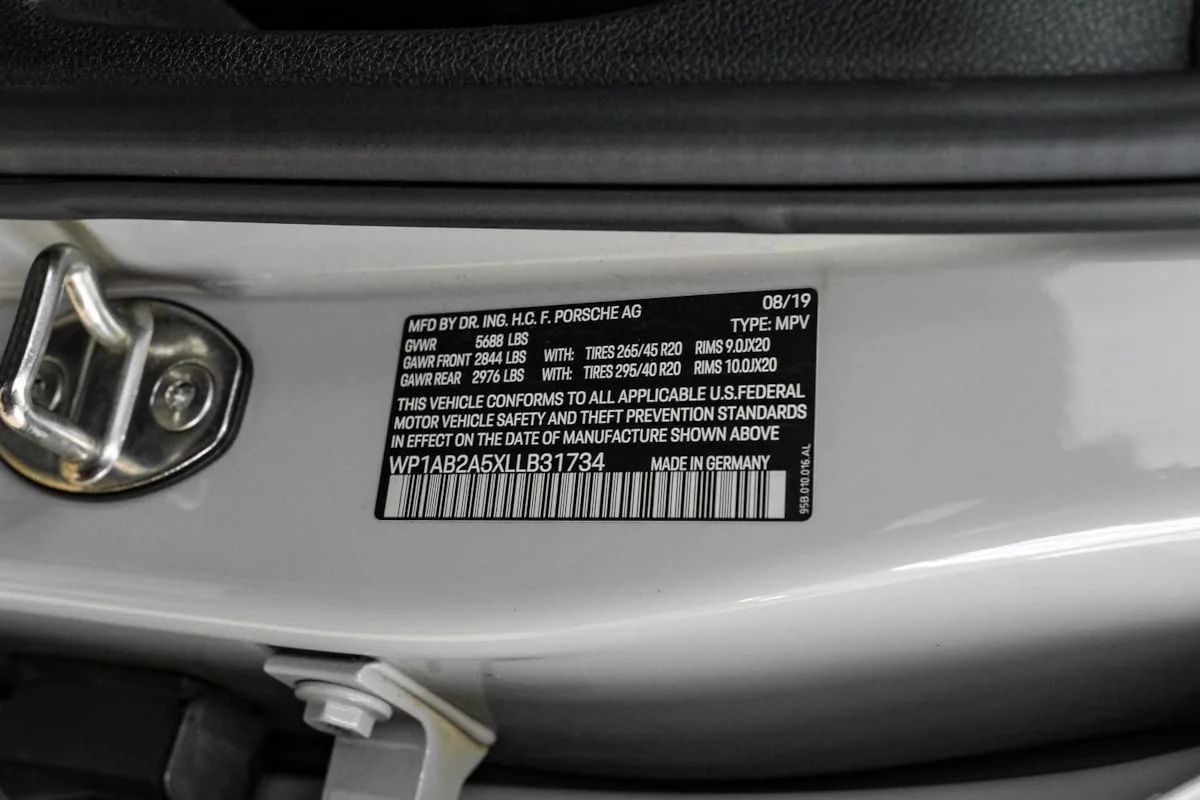 MFD BY DR. ING. H.C. F. PORSCHE AG 08/19
GVWR 5688 LBS TYPE: MPV
GAWR FRONT 2844 LBS WITH: TIRES 265/45 R20 RIMS 9.0JX20
GAWR REAR 2976 LBS WITH: TIRES 295/40 R20 RIMS 10.0JX20
THIS VEHICLE CONFORMS TO ALL APPLICABLE U.S.FEDERAL
MOTOR VEHICLE SAFETY AND THEFT PREVENTION STANDARDS
IN EFFECT ON THE DATE OF MANUFACTURE SHOWN ABOVE
WP1AB2A5XLLB31734 MADE IN GERMANY
95B.010.016.AL